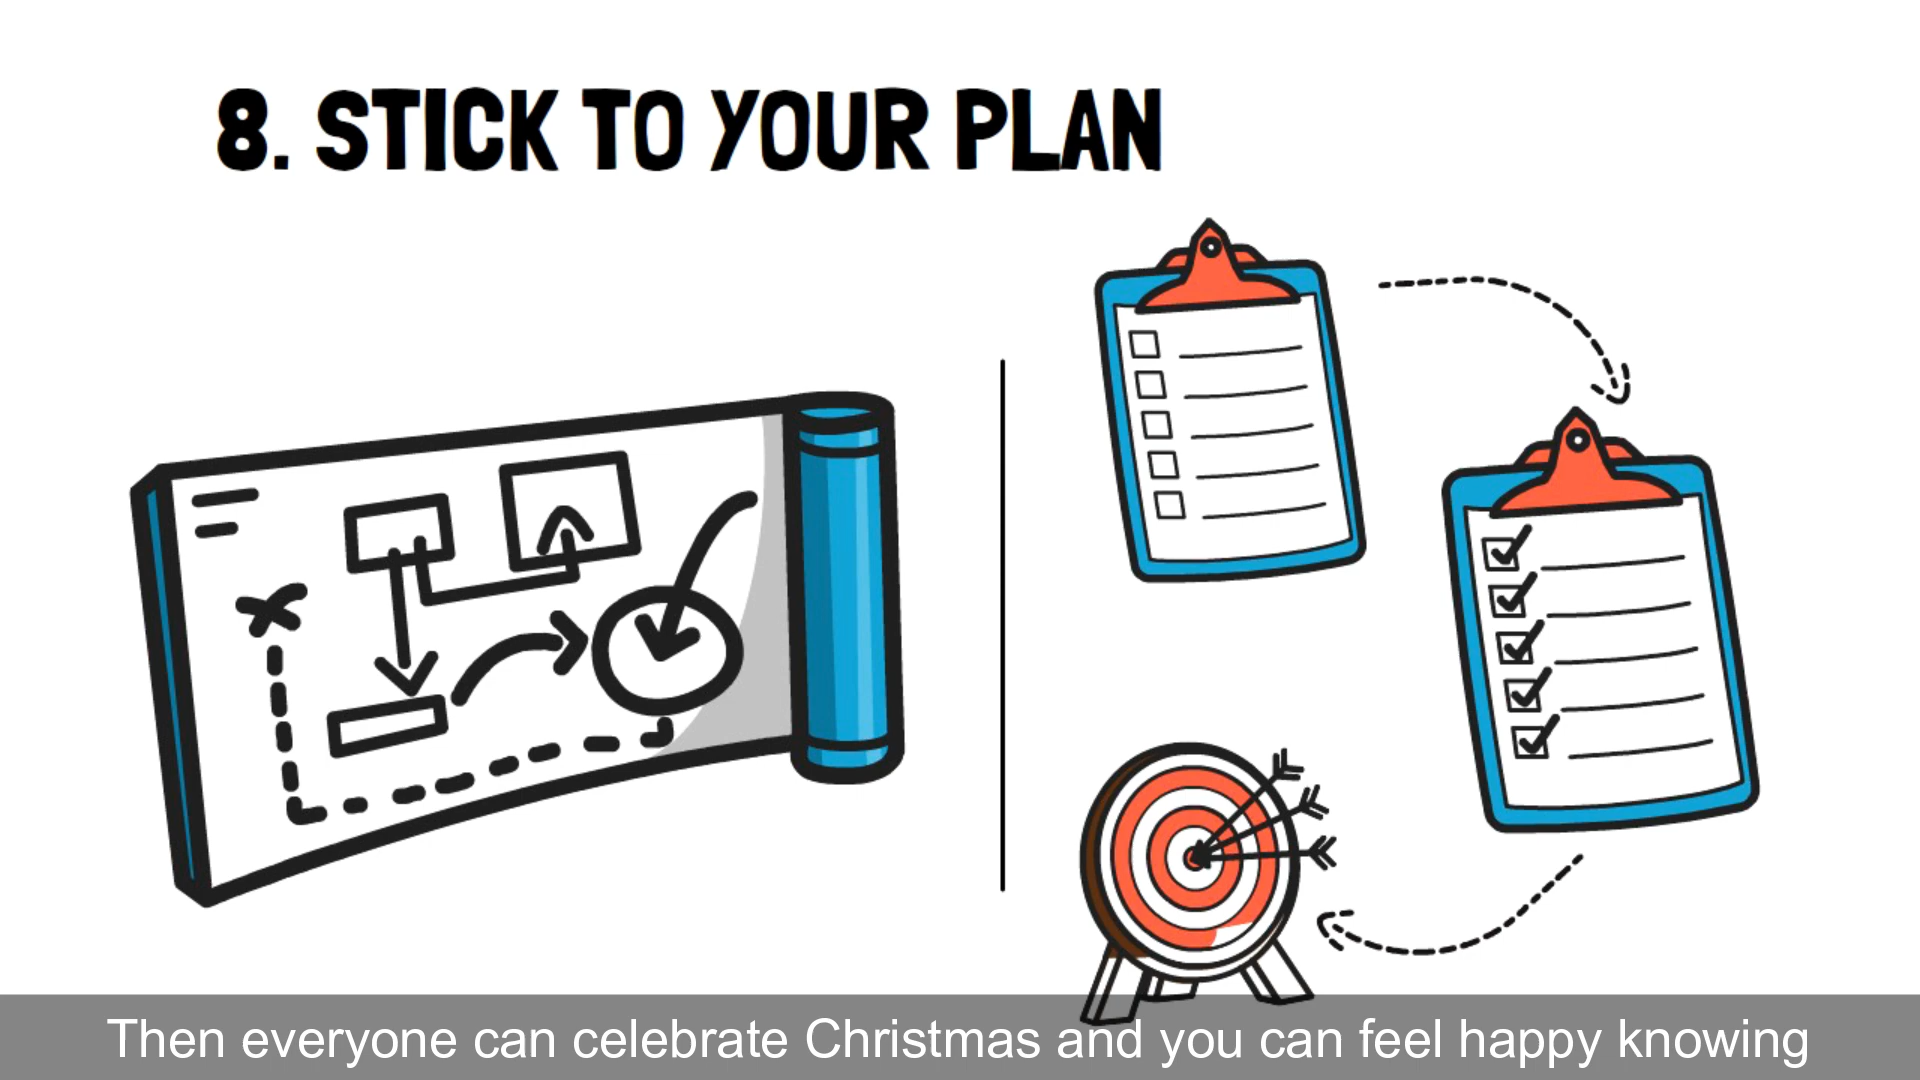 8. STICK TO YOUR PLAN
Then everyone can celebrate Christmas and you can feel happy knowing